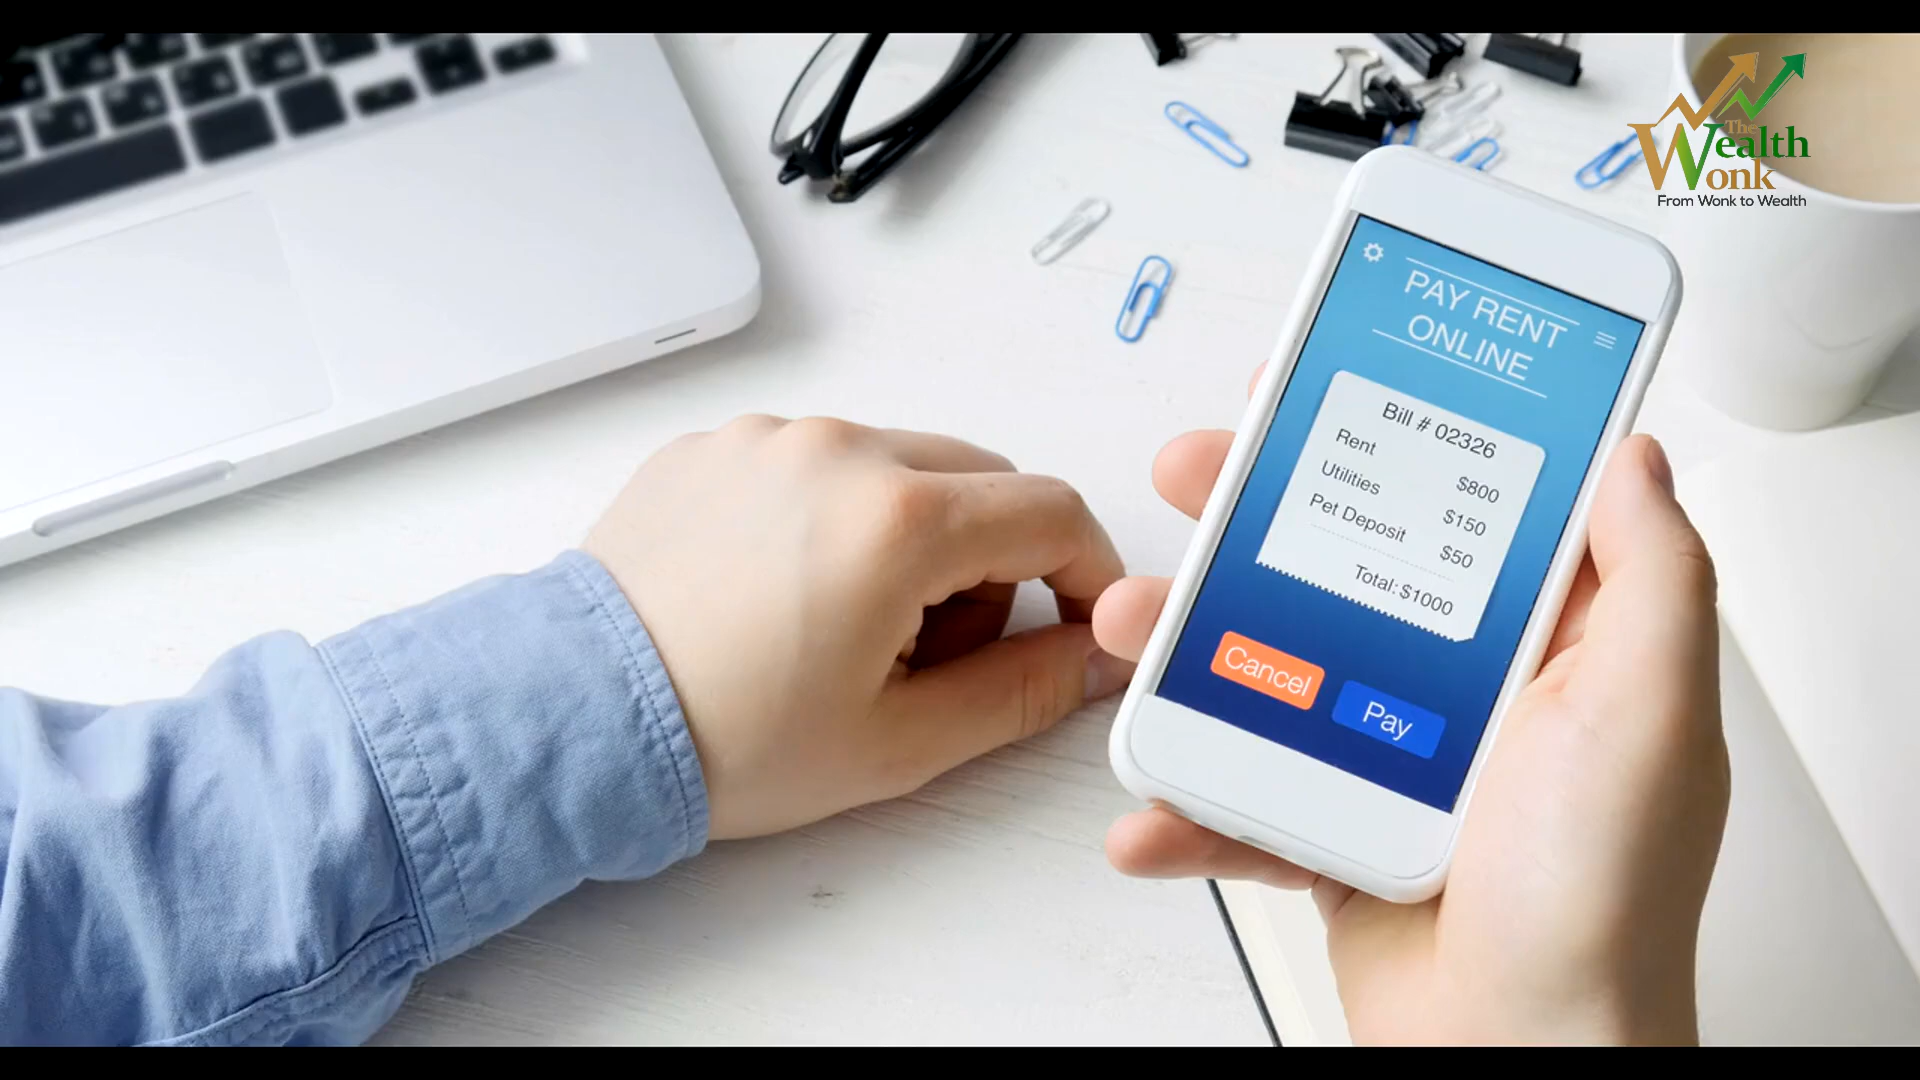 The
Wealth
Wonk
From Wonk to Wealth
PAY RENT
ONLINE
Bill # 02326
Rent $800
Utilities $150
Pet Deposit $50
Total: $1000
Cancel
Pay